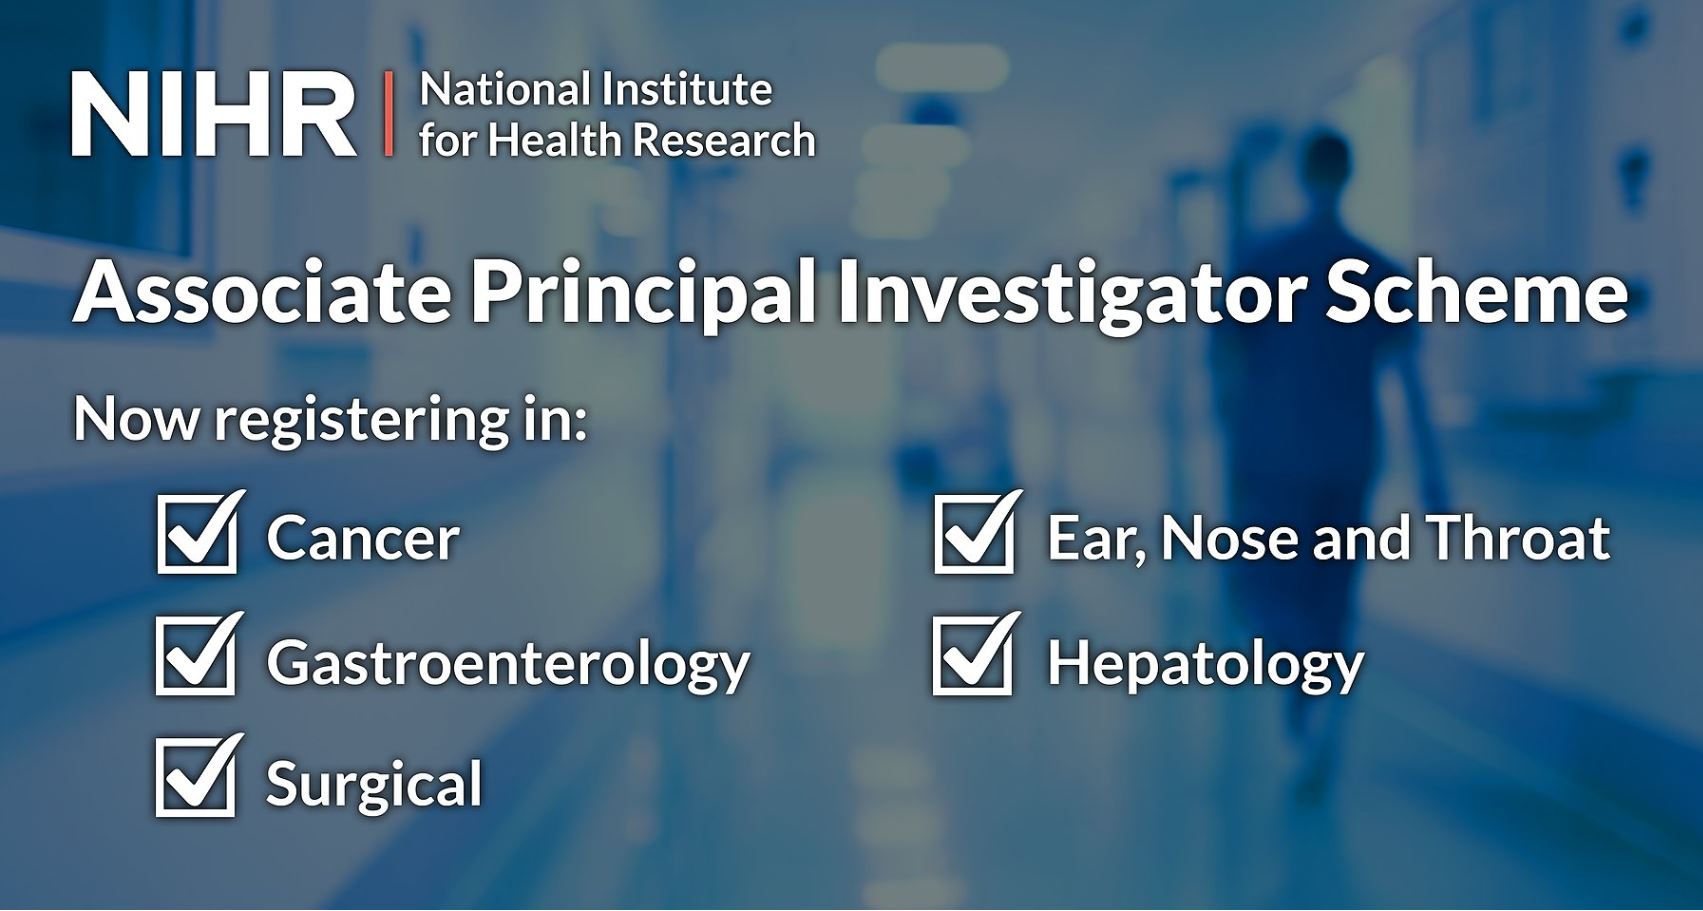 NIHR
National Institute
for Health Research
Associate Principal Investigator Scheme
Now registering in:
Cancer
Ear, Nose and Throat
Gastroenterology
Hepatology
Surgical